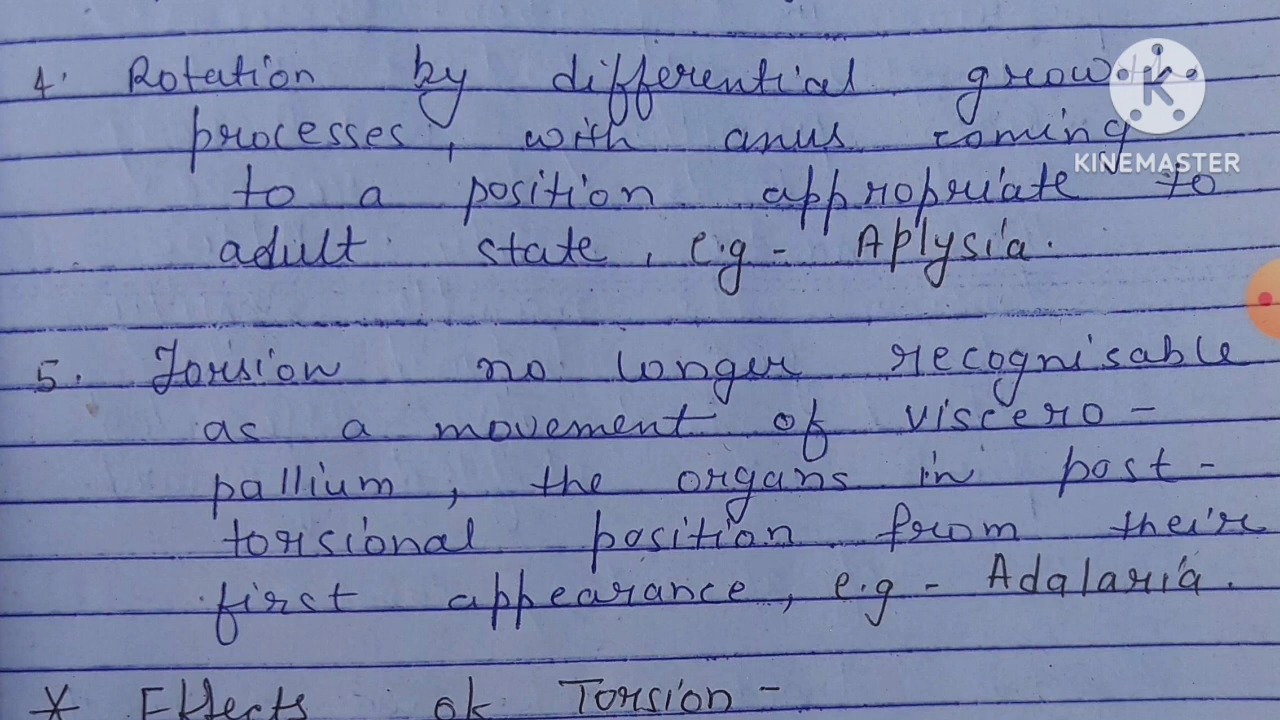 4. Rotation by differential growth
processes, with anus coming
to a position appropriate to
adult state, e.g - Aplysia.
5. Torsion no longer recognisable
as a movement of viscero-
pallium, the organs in post-
torsional position from their
first appearance, e.g - Adalaria.
* Effects of Torsion -
KINEMASTER